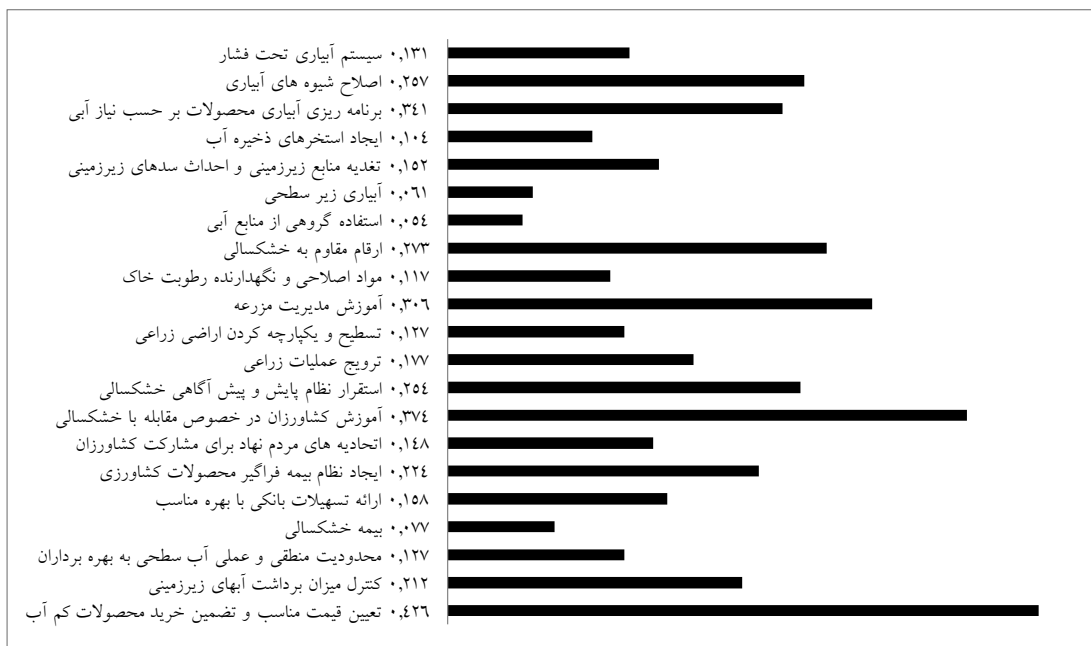 ۰,۱۳۱ سیستم آبیاری تحت فشار
۰,۲۵۷ اصلاح شیوه های آبیاری
۰,۳۴۱ برنامه ریزی آبیاری محصولات بر حسب نیاز آبی
۰,۱۰۴ ایجاد استخرهای ذخیره آب
۰,۱۵۲ تغدیه منابع زیرزمینی و احداث سدهای زیرزمینی
۰,۰۶۱ آبیاری زیر سطحی
۰,۰۵۴ استفاده گروهی از منابع آبی
۰,۲۷۳ ارقام مقاوم به خشکسالی
۰,۱۱۷ مواد اصلاحی و نگهدارنده رطوبت خاک
۰,۳۰۶ آموزش مدیریت مزرعه
۰,۱۲۷ تسطیح و یکپارچه کردن اراضی زراعی
۰,۱۷۷ ترویج عملیات زراعی
۰,۲۵۴ استقرار نظام پایش و پیش آگاهی خشکسالی
۰,۳۷۴ آموزش کشاورزان در خصوص مقابله با خشکسالی
۰,۱۴۸ اتحادیه های مردم نهاد برای مشارکت کشاورزان
۰,۲۲۴ ایجاد نظام بیمه فراگیر محصولات کشاورزی
۰,۱۵۸ ارائه تسهیلات بانکی با بهره مناسب
۰,۰۷۷ بیمه خشکسالی
۰,۱۲۷ محدودیت منطقی و عملی آب سطحی به بهره برداران
۰,۲۱۲ کنترل میزان برداشت آبهای زیرزمینی
۰,۴۲۶ تعیین قیمت مناسب و تضمین خرید محصولات کم آب